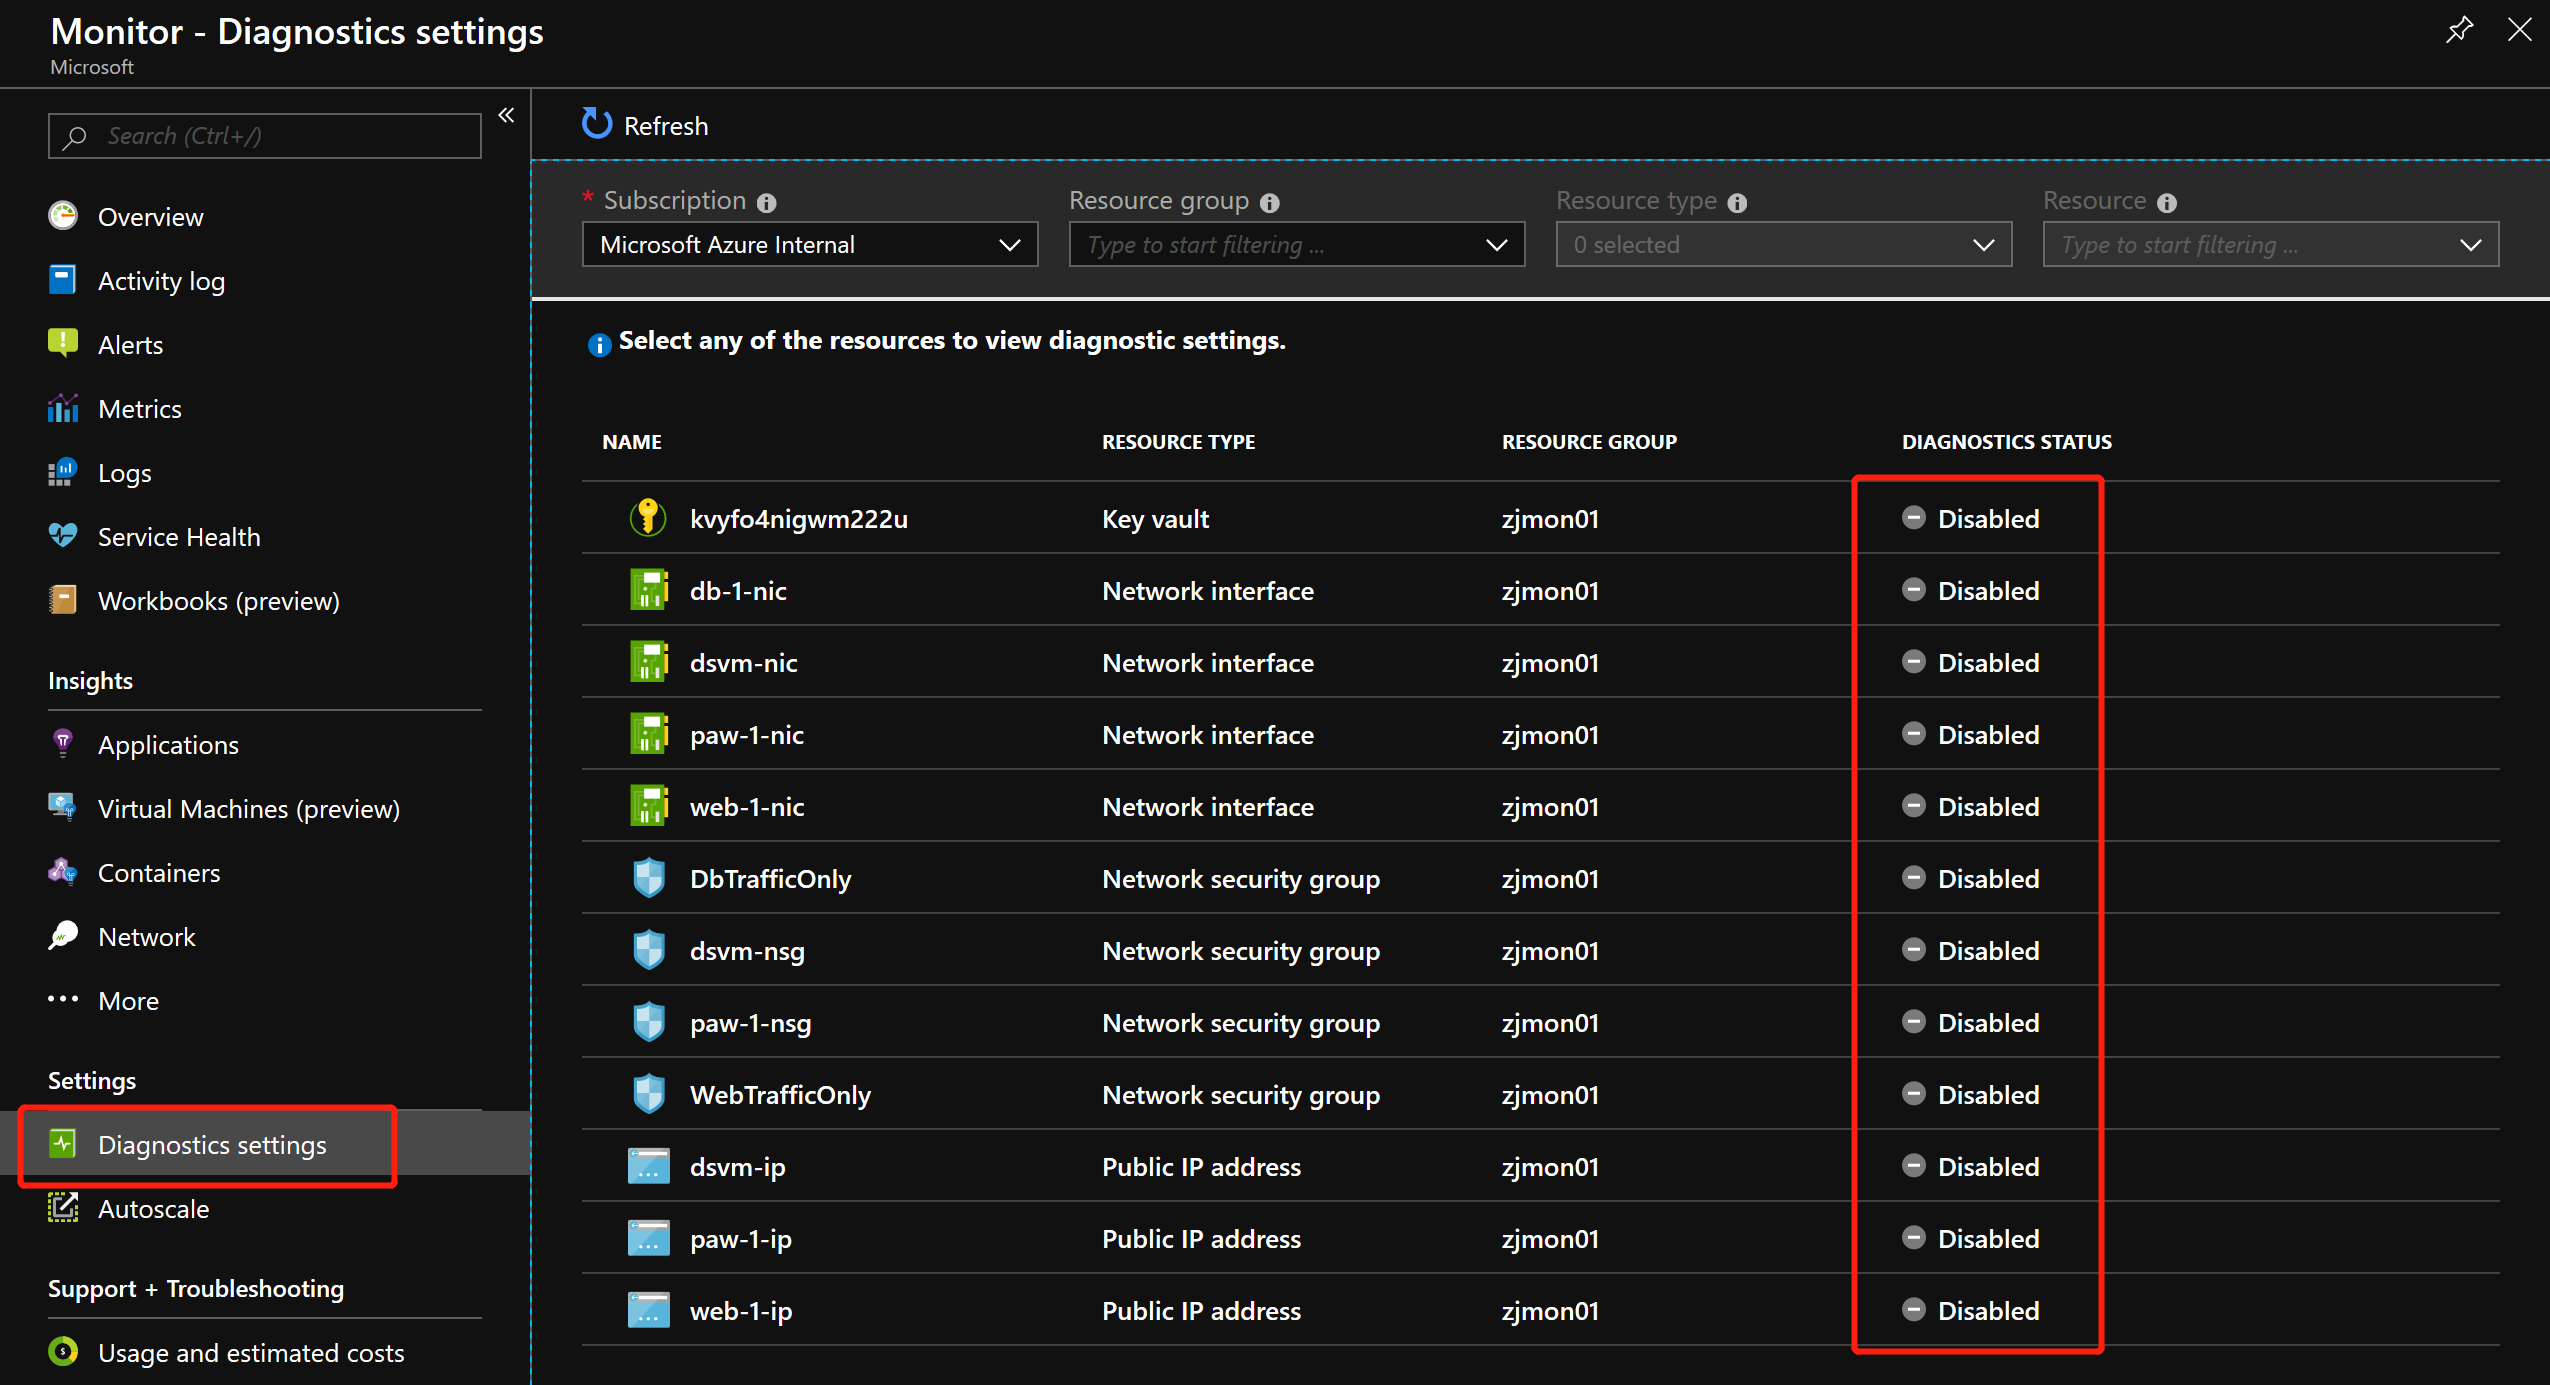 Monitor - Diagnostics settings
Microsoft
Search (Ctrl+/)
Overview
Activity log
Alerts
Metrics
Logs
Service Health
Workbooks (preview)
Insights
Applications
Virtual Machines (preview)
Containers
Network
More
Settings
Diagnostics settings
Autoscale
Support + Troubleshooting
Usage and estimated costs
Refresh
* Subscription Resource group Resource type Resource
Microsoft Azure Internal Type to start filtering ... 0 selected Type to start filtering ...
Select any of the resources to view diagnostic settings.
NAME RESOURCE TYPE RESOURCE GROUP DIAGNOSTICS STATUS
kvyfo4nigwm222u Key vault zjmon01 Disabled
db-1-nic Network interface zjmon01 Disabled
dsvm-nic Network interface zjmon01 Disabled
paw-1-nic Network interface zjmon01 Disabled
web-1-nic Network interface zjmon01 Disabled
DbTrafficOnly Network security group zjmon01 Disabled
dsvm-nsg Network security group zjmon01 Disabled
paw-1-nsg Network security group zjmon01 Disabled
WebTrafficOnly Network security group zjmon01 Disabled
dsvm-ip Public IP address zjmon01 Disabled
paw-1-ip Public IP address zjmon01 Disabled
web-1-ip Public IP address zjmon01 Disabled